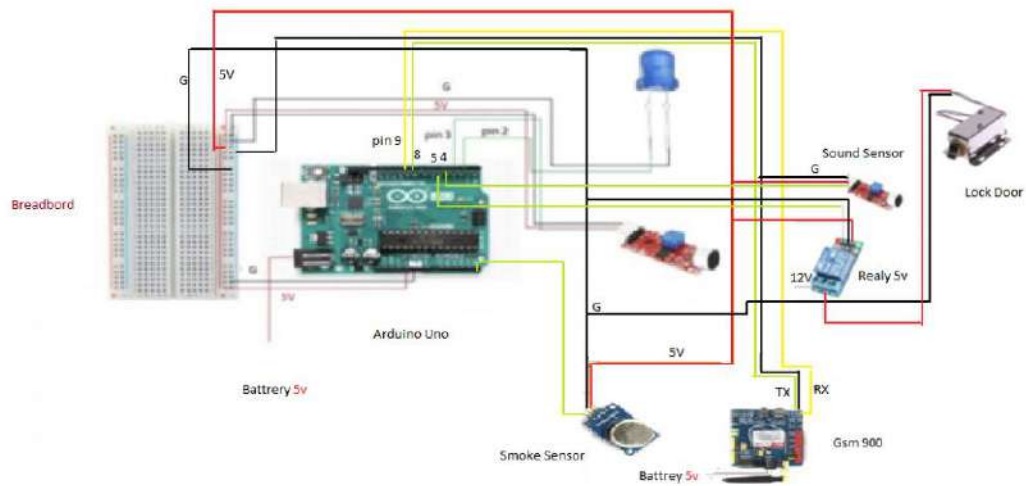 5V
G
G
5V
pin 9
8
pin 3
5 4
pin 2
Sound Sensor
G
Lock Door
Breadbord
12V
Realy 5v
G
5V
G
Arduino Uno
5V
Battrery 5v
TX
RX
Smoke Sensor
Gsm 900
Battrey 5v